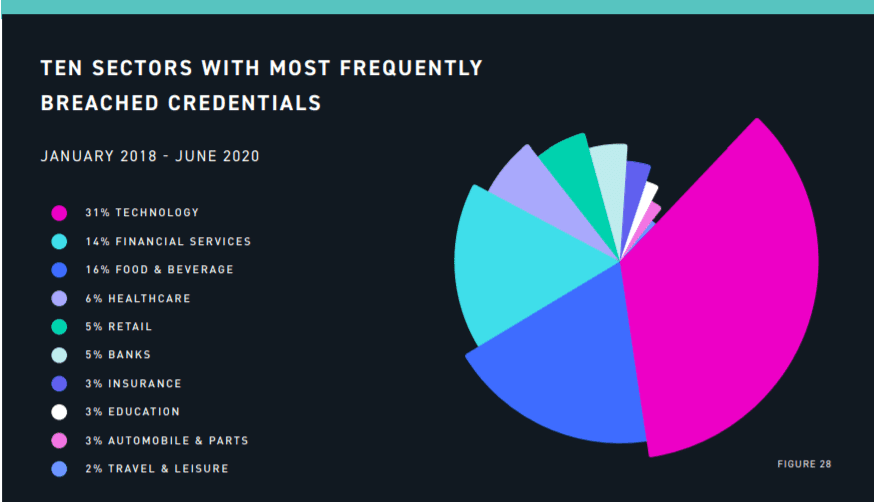 TEN SECTORS WITH MOST FREQUENTLY
BREACHED CREDENTIALS
JANUARY 2018 - JUNE 2020
31% TECHNOLOGY
14% FINANCIAL SERVICES
16% FOOD & BEVERAGE
6% HEALTHCARE
5% RETAIL
5% BANKS
3% INSURANCE
3% EDUCATION
3% AUTOMOBILE & PARTS
2% TRAVEL & LEISURE
FIGURE 28